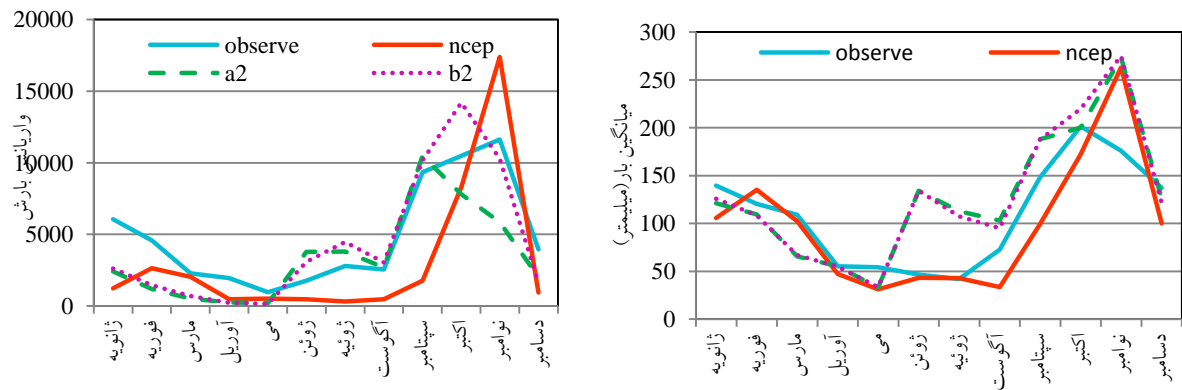 20000
15000
10000
5000
0
واریانس بارش
observe
ncep
a2
b2
ژانویه
فوریه
مارس
آوریل
می
ژوئن
ژوئیه
آگوست
سپتامبر
اکتبر
نوامبر
دسامبر
300
250
200
150
100
50
0
میانگین بار(میلیمتر)
observe
ncep
ژانویه
فوریه
مارس
آوریل
می
ژوئن
ژوئیه
آگوست
سپتامبر
اکتبر
نوامبر
دسامبر